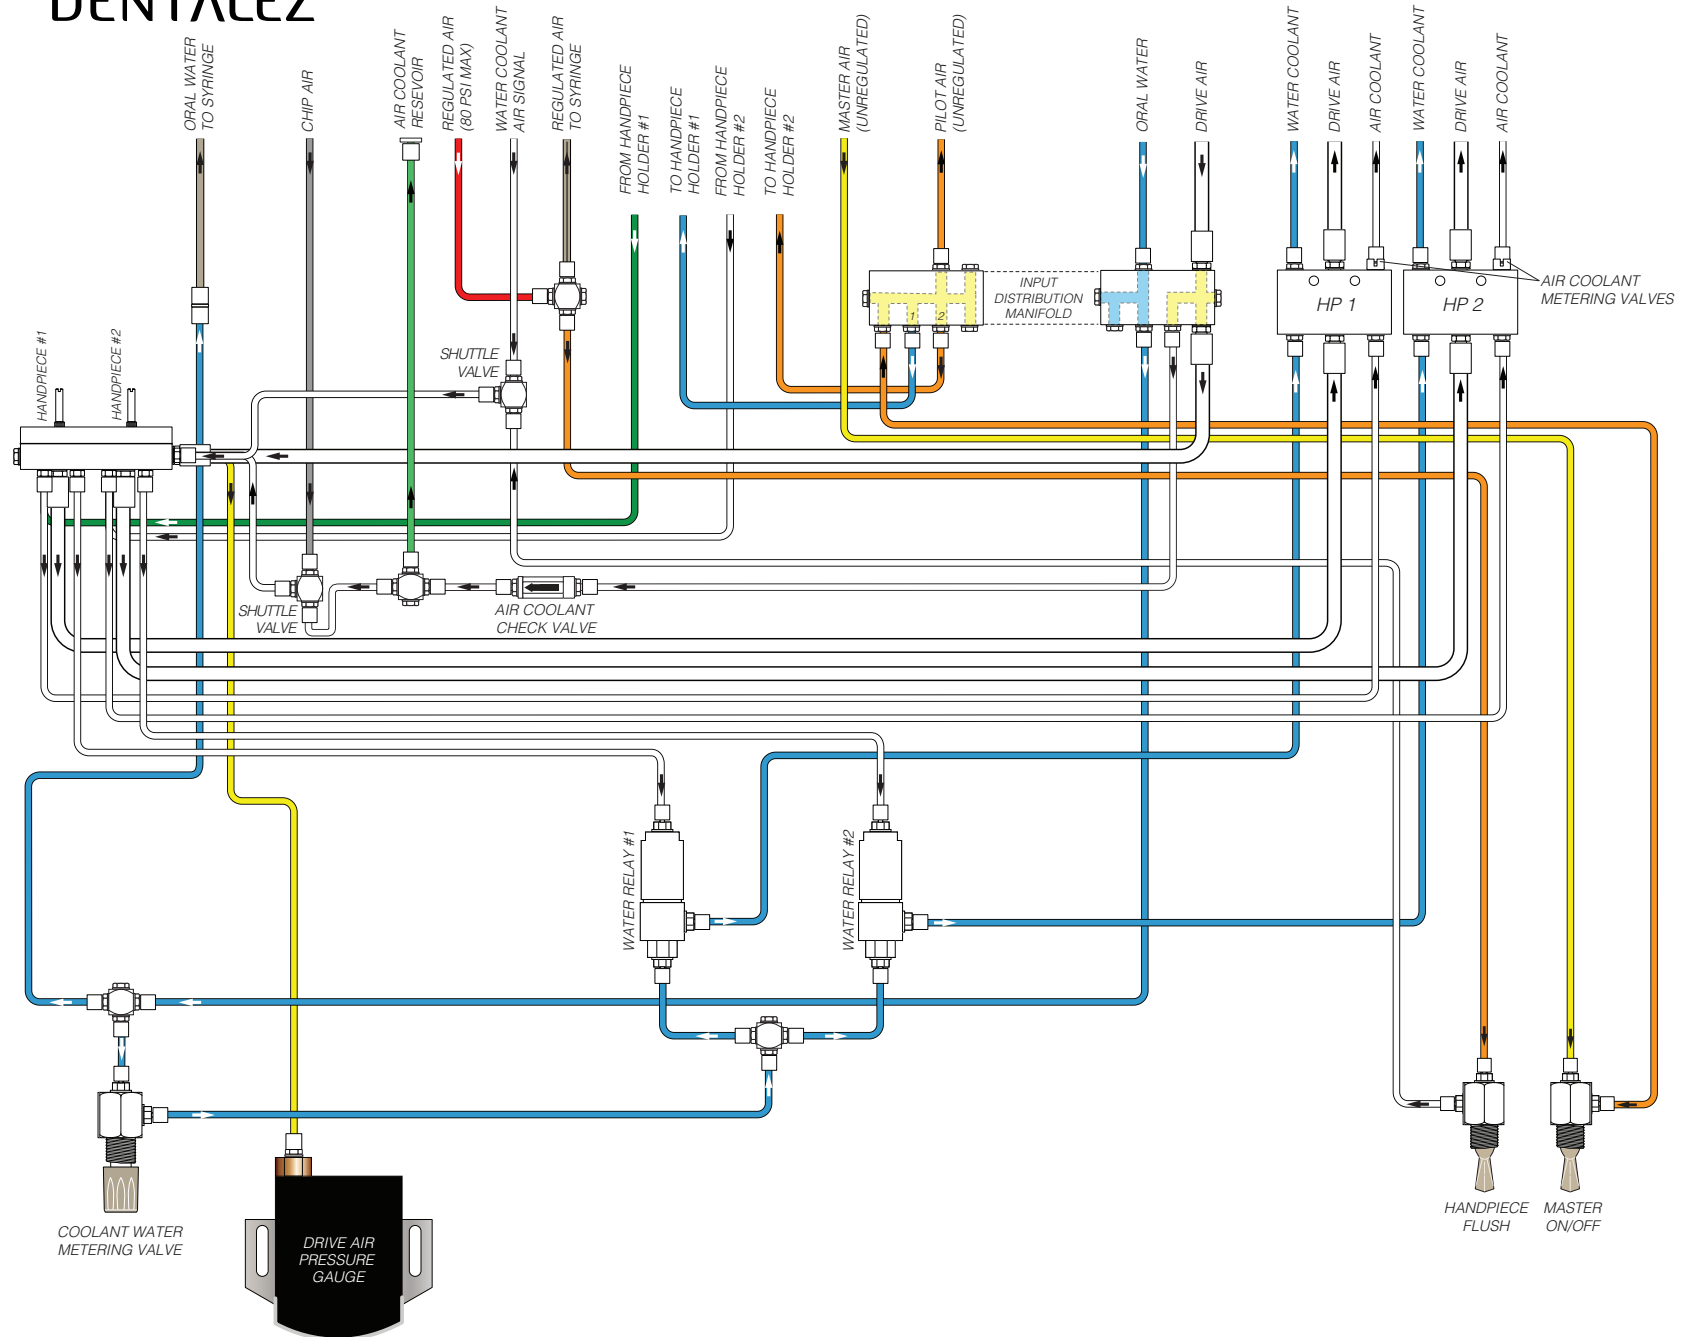 DENTALEZ
ORAL WATER
TO SYRINGE
CHIP AIR
AIR COOLANT
RESEVOIR
REGULATED AIR
(80 PSI MAX)
WATER COOLANT
AIR SIGNAL
REGULATED AIR
TO SYRINGE
FROM HANDPIECE
HOLDER #1
TO HANDPIECE
HOLDER #1
FROM HANDPIECE
HOLDER #2
TO HANDPIECE
HOLDER #2
MASTER AIR
(UNREGULATED)
PILOT AIR
(UNREGULATED)
ORAL WATER
DRIVE AIR
WATER COOLANT
DRIVE AIR
AIR COOLANT
WATER COOLANT
DRIVE AIR
AIR COOLANT
INPUT
DISTRIBUTION
MANIFOLD
1
2
HP 1
HP 2
AIR COOLANT
METERING VALVES
HANDPIECE #1
HANDPIECE #2
SHUTTLE
VALVE
SHUTTLE
VALVE
AIR COOLANT
CHECK VALVE
WATER RELAY #1
WATER RELAY #2
COOLANT WATER
METERING VALVE
DRIVE AIR
PRESSURE
GAUGE
HANDPIECE
FLUSH
MASTER
ON/OFF